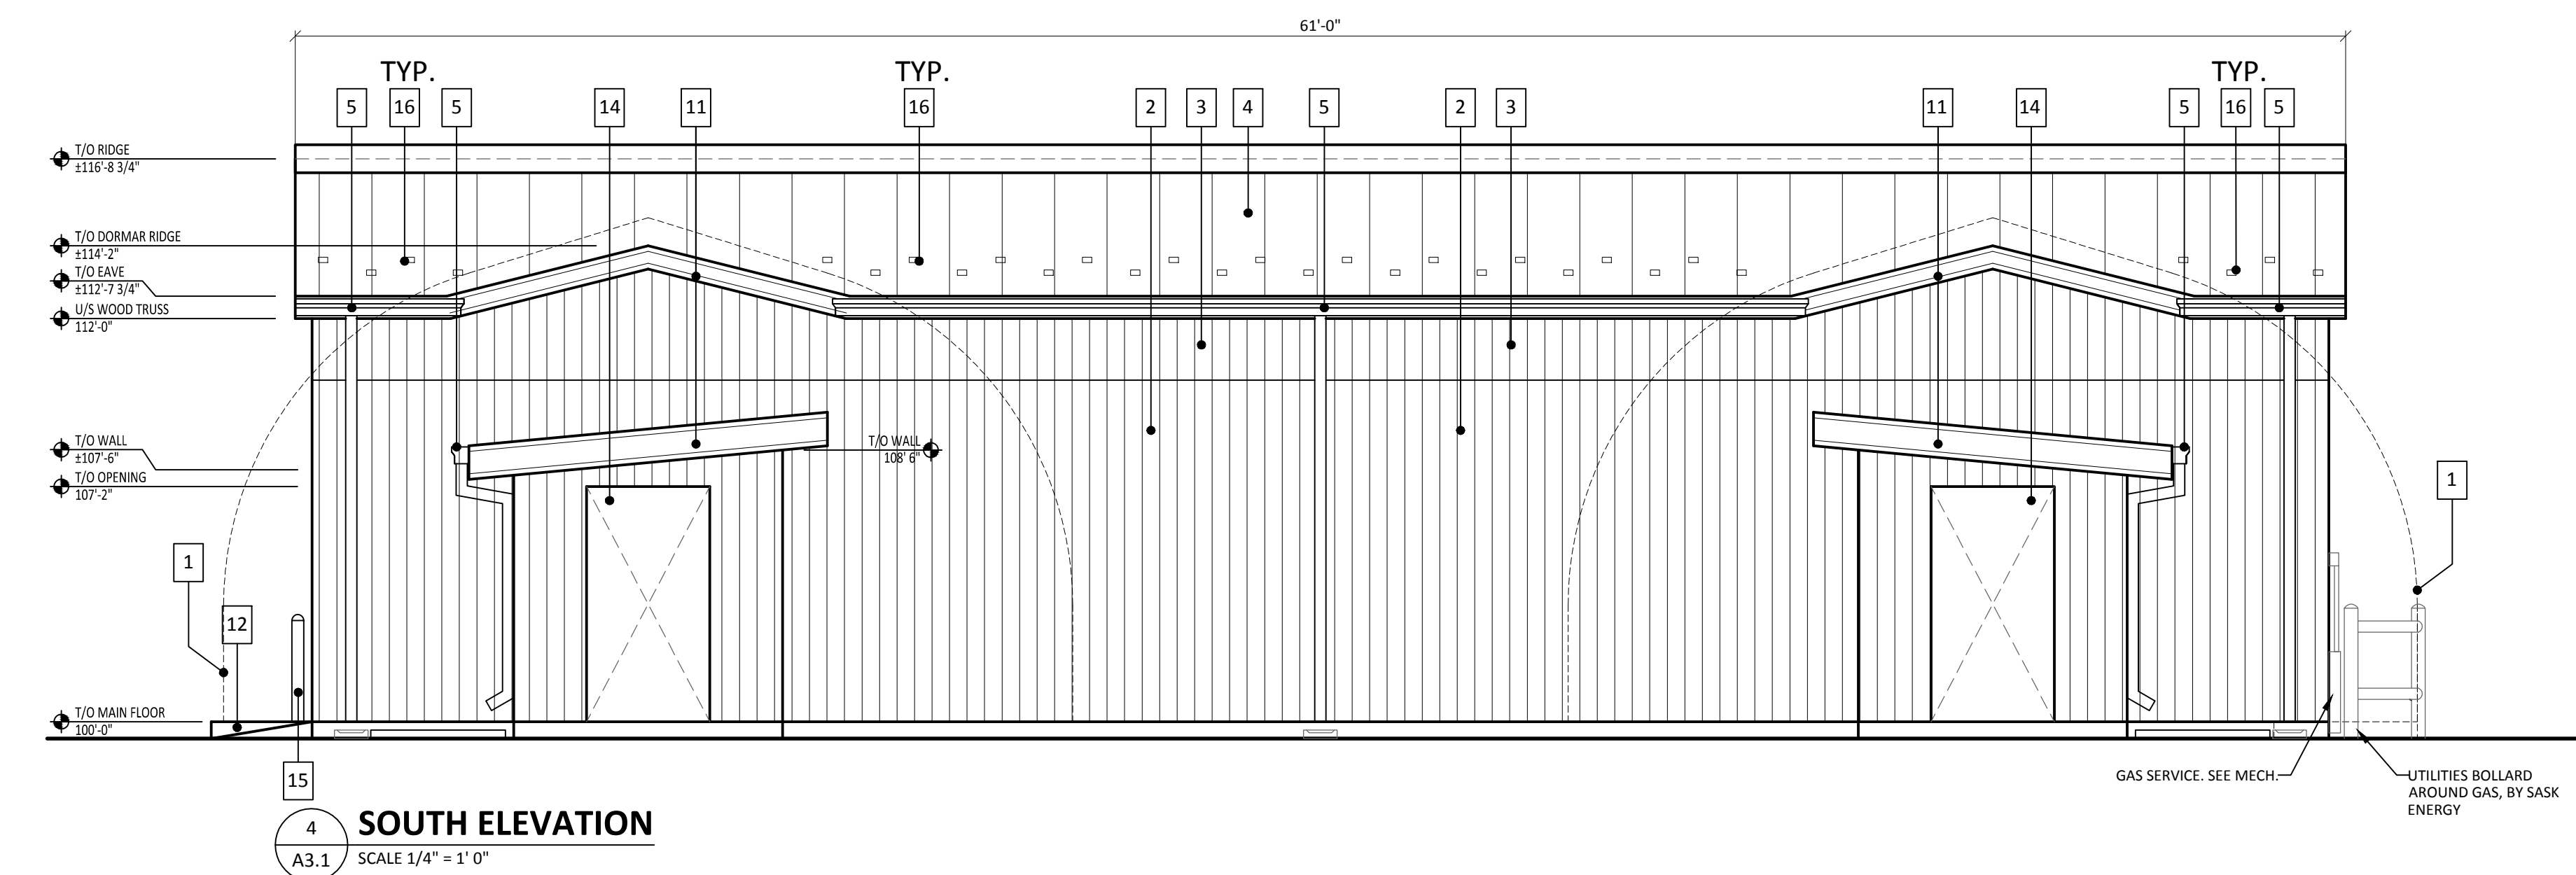 61'-0"
TYP.
TYP.
TYP.
5
16
5
14
11
16
2
3
4
5
2
3
11
14
5
16
5
T/O RIDGE
±116'-8 3/4"
T/O DORMAR RIDGE
±114'-2"
T/O EAVE
±112'-7 3/4"
U/S WOOD TRUSS
112'-0"
T/O WALL
±107'-6"
T/O WALL
108' 6"
T/O OPENING
107'-2"
1
1
12
T/O MAIN FLOOR
100'-0"
15
GAS SERVICE. SEE MECH.
UTILITIES BOLLARD
AROUND GAS, BY SASK
ENERGY
4
A3.1
SOUTH ELEVATION
SCALE 1/4" = 1' 0"